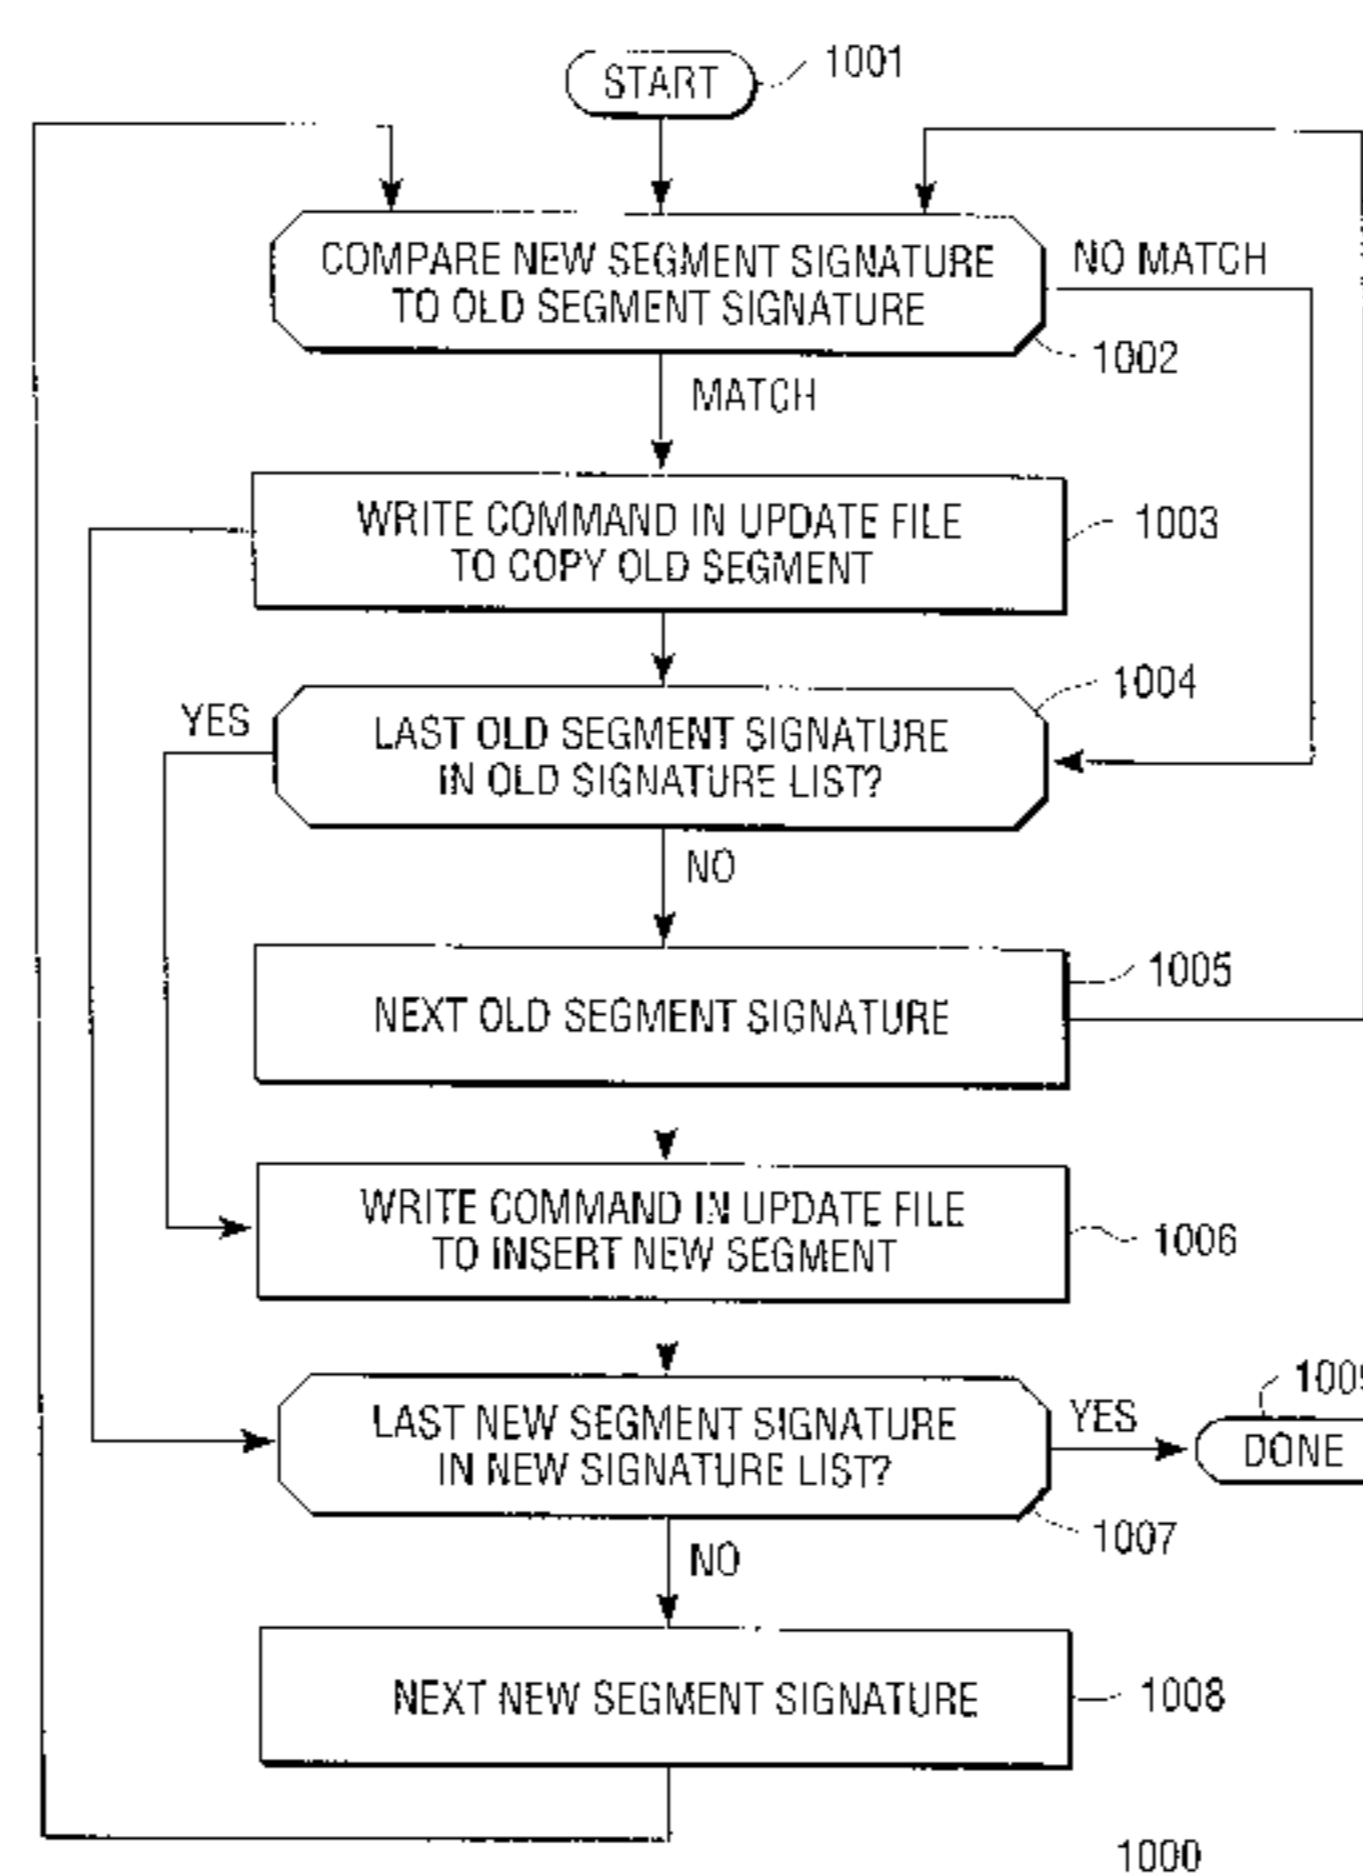 START
1001
COMPARE NEW SEGMENT SIGNATURE
TO OLD SEGMENT SIGNATURE
NO MATCH
1002
MATCH
WRITE COMMAND IN UPDATE FILE
TO COPY OLD SEGMENT
1003
1004
YES
LAST OLD SEGMENT SIGNATURE
IN OLD SIGNATURE LIST?
NO
1005
NEXT OLD SEGMENT SIGNATURE
WRITE COMMAND IN UPDATE FILE
TO INSERT NEW SEGMENT
1006
1009
LAST NEW SEGMENT SIGNATURE
IN NEW SIGNATURE LIST?
YES
DONE
1007
NO
NEXT NEW SEGMENT SIGNATURE
1008
1000